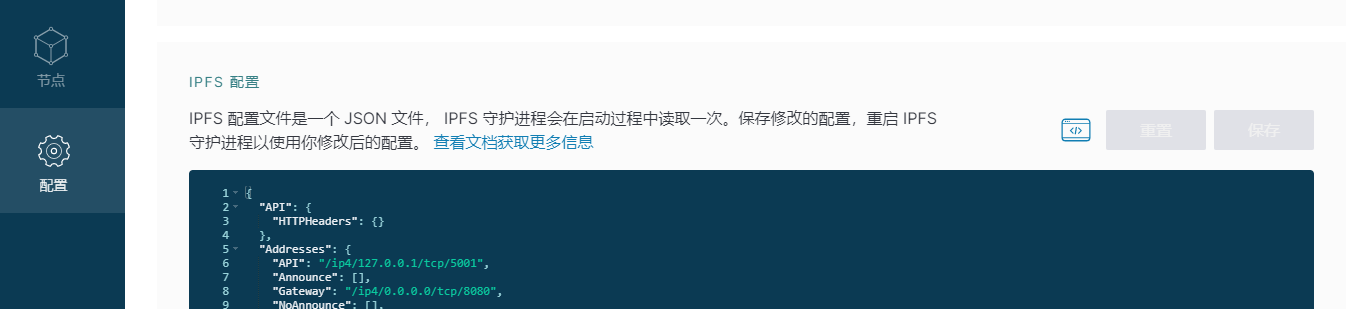 节点
配置
IPFS 配置
IPFS 配置文件是一个 JSON 文件， IPFS 守护进程会在启动过程中读取一次。保存修改的配置，重启 IPFS
守护进程以使用你修改后的配置。 查看文档获取更多信息
重置
保存
1 {
2 "API": {
3 "HTTPHeaders": {}
4 },
5 "Addresses": {
6 "API": "/ip4/127.0.0.1/tcp/5001",
7 "Announce": [],
8 "Gateway": "/ip4/0.0.0.0/tcp/8080",
9 "NoAnnounce": [],